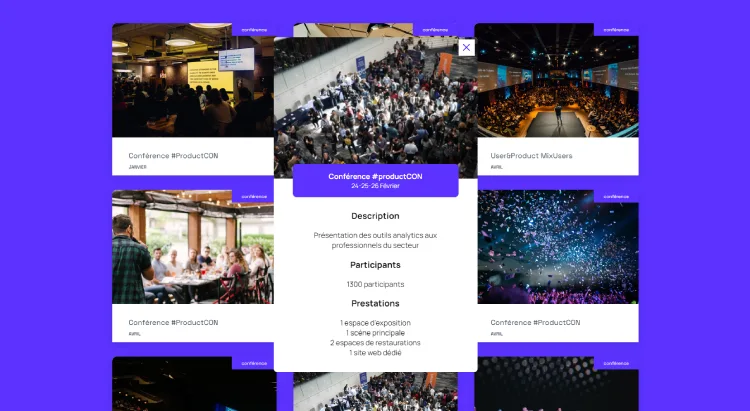 conférence
conférence
conférence
Conférence #ProductCON
JANVIER
User&Product MixUsers
AVRIL
Conférence #productCON
24-25-26 Février
conférence
conférence
Description
Présentation des outils analytics aux
professionnels du secteur
Participants
1300 participants
Prestations
1 espace d'exposition
1 scène principale
2 espaces de restaurations
1 site web dédié
Conférence #ProductCON
AVRIL
Conférence #ProductCON
AVRIL
conférence
conférence